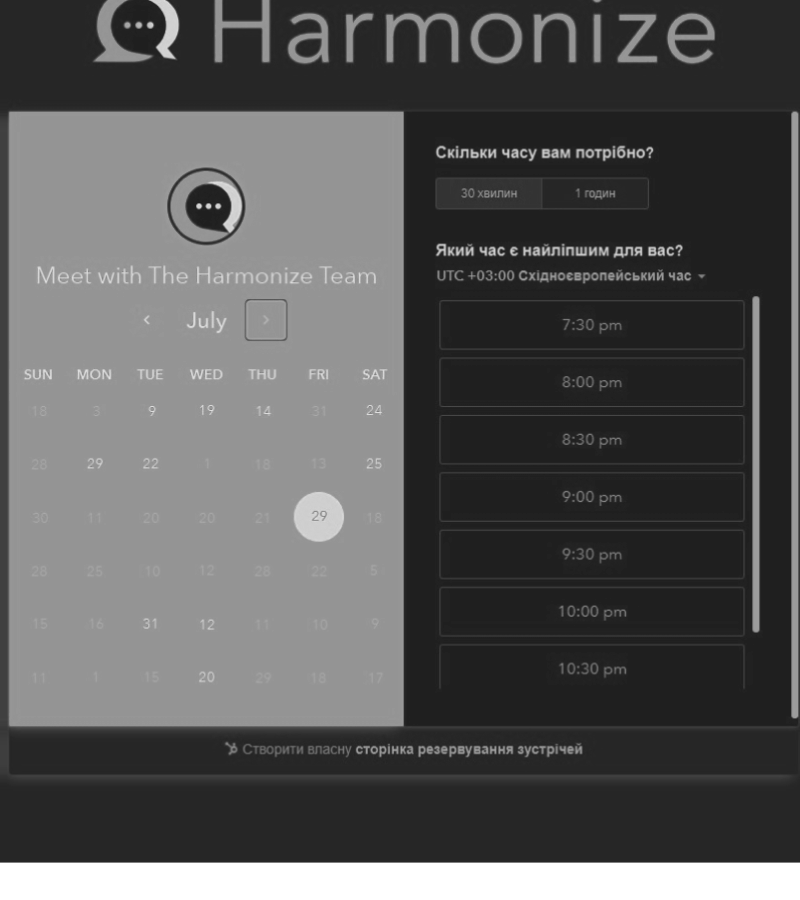 Harmonize
Meet with The Harmonize Team
July
SUN MON TUE WED THU FRI SAT
18 3 9 19 14 31 24
28 29 22 1 18 13 25
30 11 20 20 21 29 18
28 25 10 12 28 22 5
15 16 31 12 11 10 9
11 1 15 20 29 18 17
Скільки часу вам потрібно?
30 хвилин 1 годин
Який час є найліпшим для вас?
UTC +03:00 Східноєвропейський час
7:30 pm
8:00 pm
8:30 pm
9:00 pm
9:30 pm
10:00 pm
10:30 pm
Створити власну сторінка резервування зустрічей